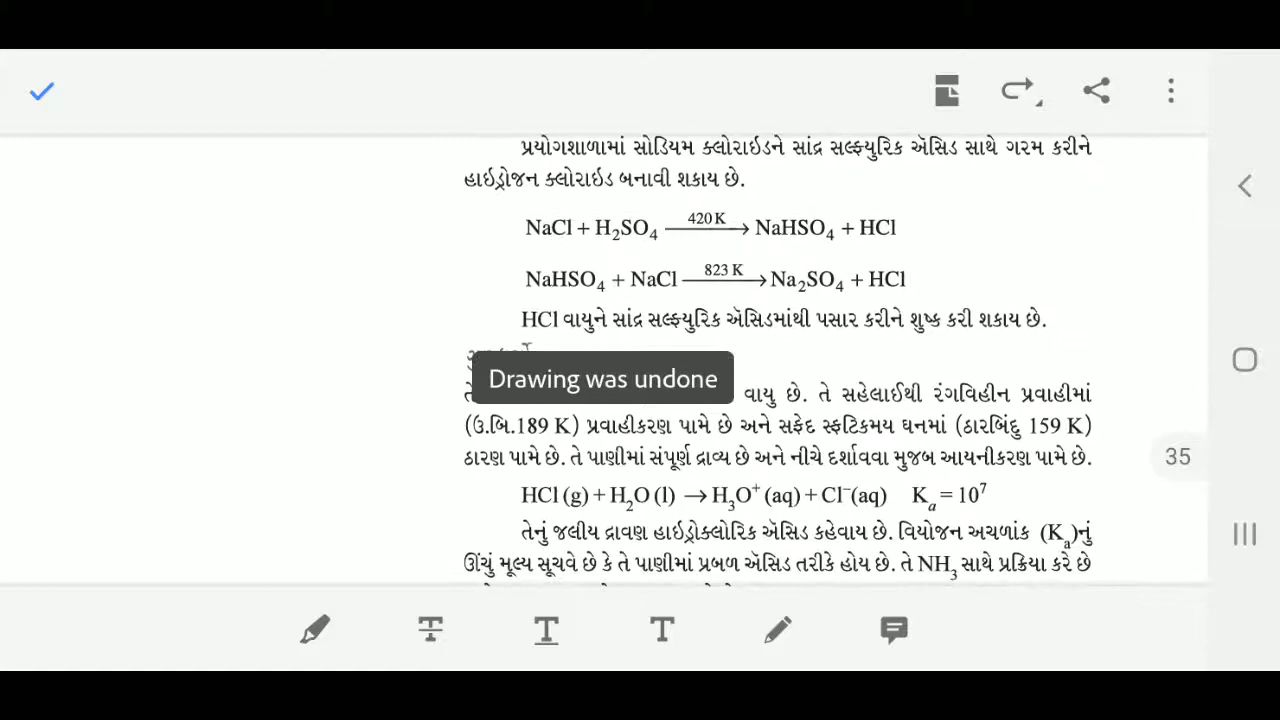 પ્રયોગશાળામાં સોડિયમ ક્લોરાઇડને સાંદ્ર સલ્ફ્યુરિક ઍસિડ સાથે ગરમ કરીને
હાઇડ્રોજન ક્લોરાઇડ બનાવી શકાય છે.
NaCl + H₂SO₄ —420 K→ NaHSO₄ + HCl
NaHSO₄ + NaCl —823 K→ Na₂SO₄ + HCl
HCl વાયુને સાંદ્ર સલ્ફ્યુરિક ઍસિડમાંથી પસાર કરીને શુષ્ક કરી શકાય છે.
Drawing was undone
વાયુ છે. તે સહેલાઈથી રંગવિહીન પ્રવાહીમાં
(ઉ.બિ.189 K) પ્રવાહીકરણ પામે છે અને સફેદ સ્ફટિકમય ઘનમાં (ઠારબિંદુ 159 K)
ઠારણ પામે છે. તે પાણીમાં સંપૂર્ણ દ્રાવ્ય છે અને નીચે દર્શાવવા મુજબ આયનીકરણ પામે છે.
35
HCl (g) + H₂O (l) → H₃O⁺ (aq) + Cl⁻ (aq) Kₐ = 10⁷
તેનું જલીય દ્રાવણ હાઇડ્રોક્લોરિક ઍસિડ કહેવાય છે. વિયોજન અચળાંક (Kₐ)નું
ઊંચું મૂલ્ય સૂચવે છે કે તે પાણીમાં પ્રબળ ઍસિડ તરીકે હોય છે. તે NH₃ સાથે પ્રક્રિયા કરે છે